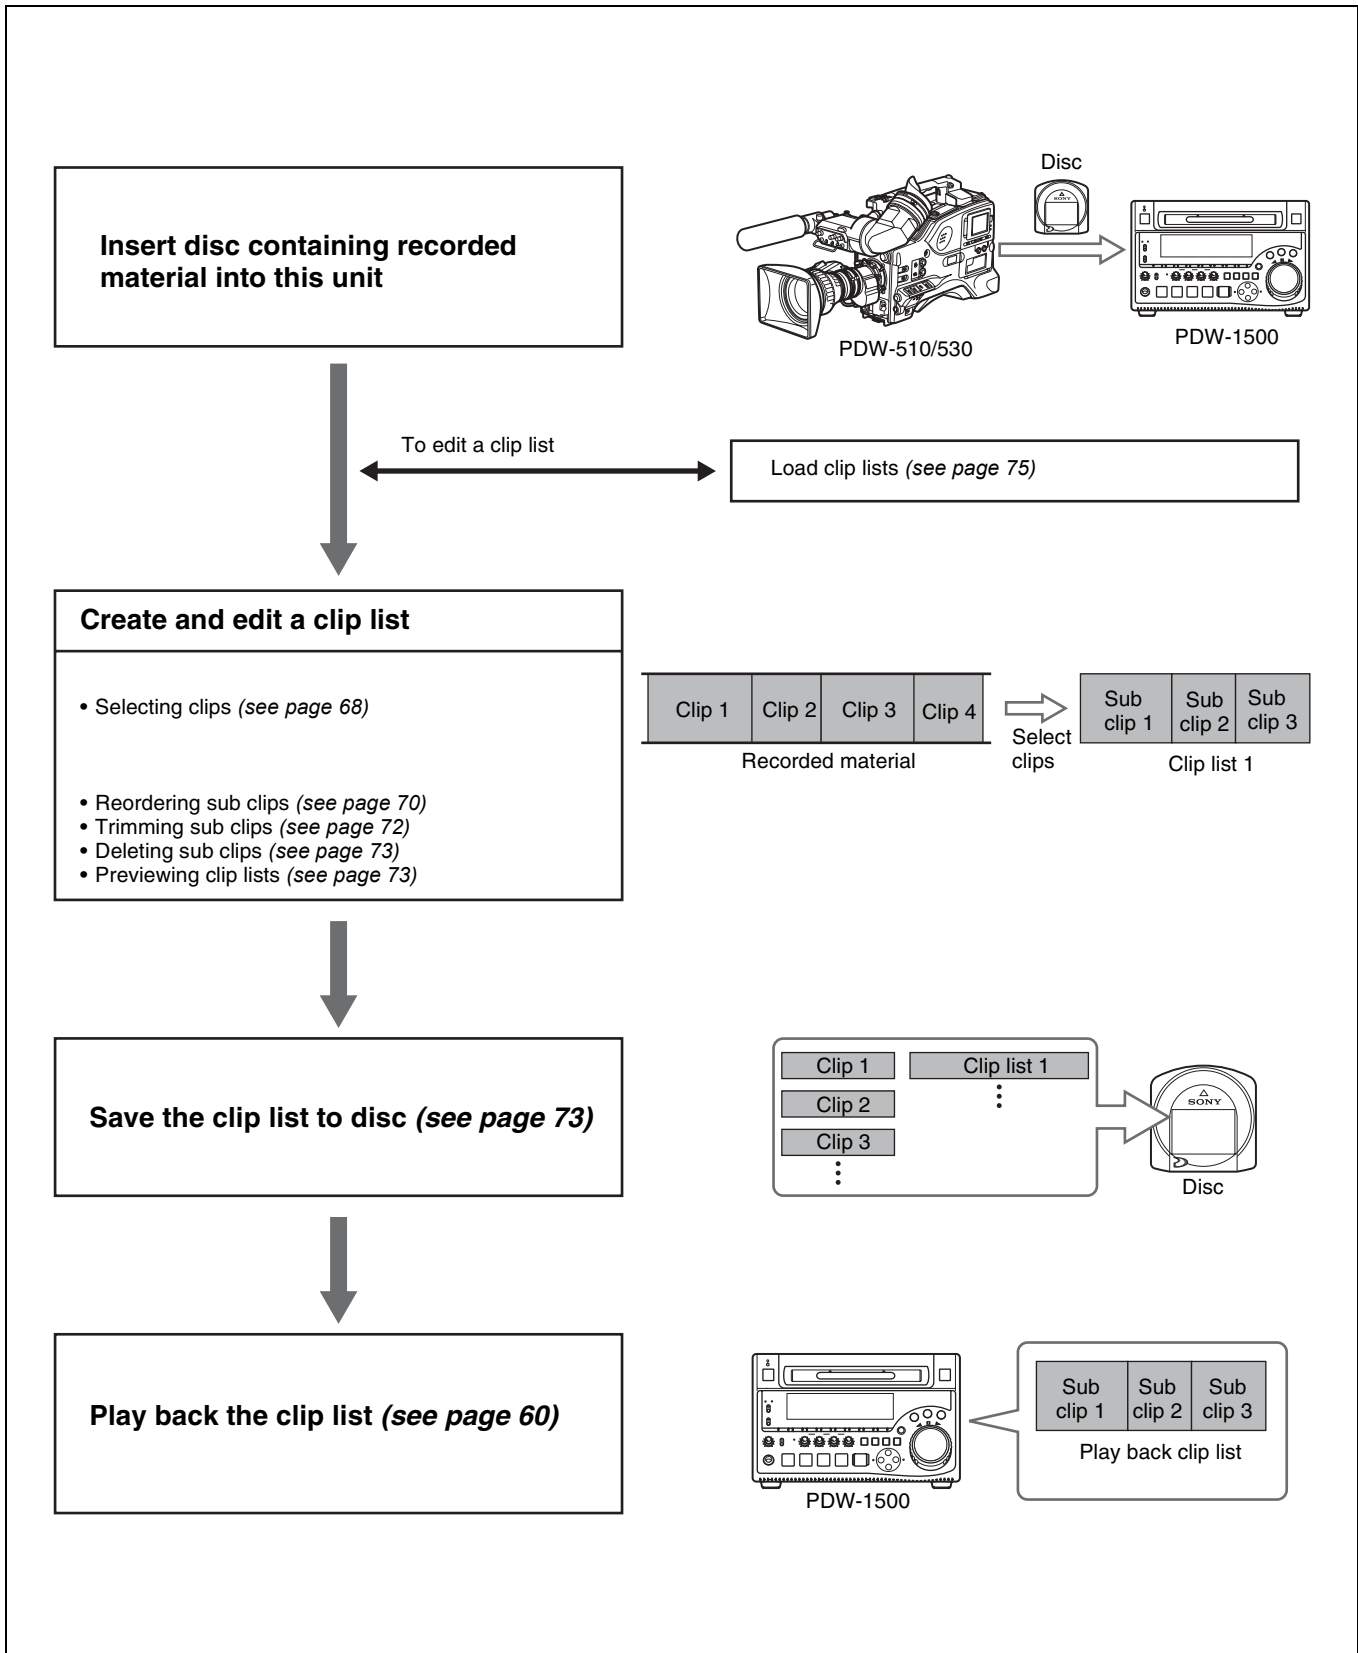 Insert disc containing recorded
material into this unit
Disc
SONY
PDW-510/530
PDW-1500
To edit a clip list
Load clip lists (see page 75)
Create and edit a clip list
• Selecting clips (see page 68)
Clip 1
Clip 2
Clip 3
Clip 4
Recorded material
Select
clips
Sub
clip 1
Sub
clip 2
Sub
clip 3
Clip list 1
• Reordering sub clips (see page 70)
• Trimming sub clips (see page 72)
• Deleting sub clips (see page 73)
• Previewing clip lists (see page 73)
Save the clip list to disc (see page 73)
Clip 1
Clip 2
Clip 3
Clip list 1
SONY
Disc
Play back the clip list (see page 60)
PDW-1500
Sub
clip 1
Sub
clip 2
Sub
clip 3
Play back clip list